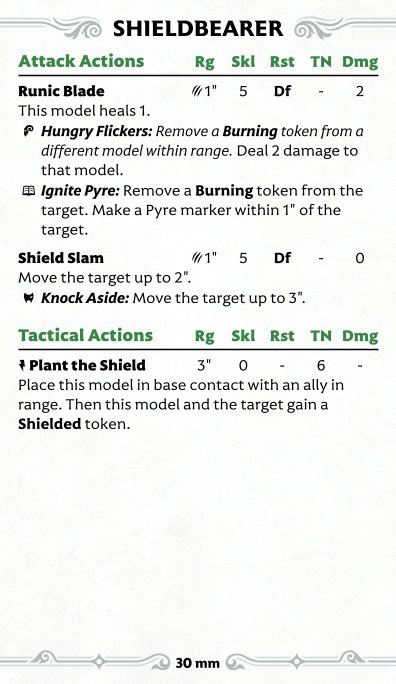 SHIELDBEARER
Attack Actions Rg Skl Rst TN Dmg
Runic Blade 1" 5 Df - 2
This model heals 1.
Hungry Flickers: Remove a Burning token from a
different model within range. Deal 2 damage to
that model.
Ignite Pyre: Remove a Burning token from the
target. Make a Pyre marker within 1" of the
target.
Shield Slam 1" 5 Df - 0
Move the target up to 2".
Knock Aside: Move the target up to 3".
Tactical Actions Rg Skl Rst TN Dmg
Plant the Shield 3" 0 - 6 -
Place this model in base contact with an ally in
range. Then this model and the target gain a
Shielded token.
30 mm